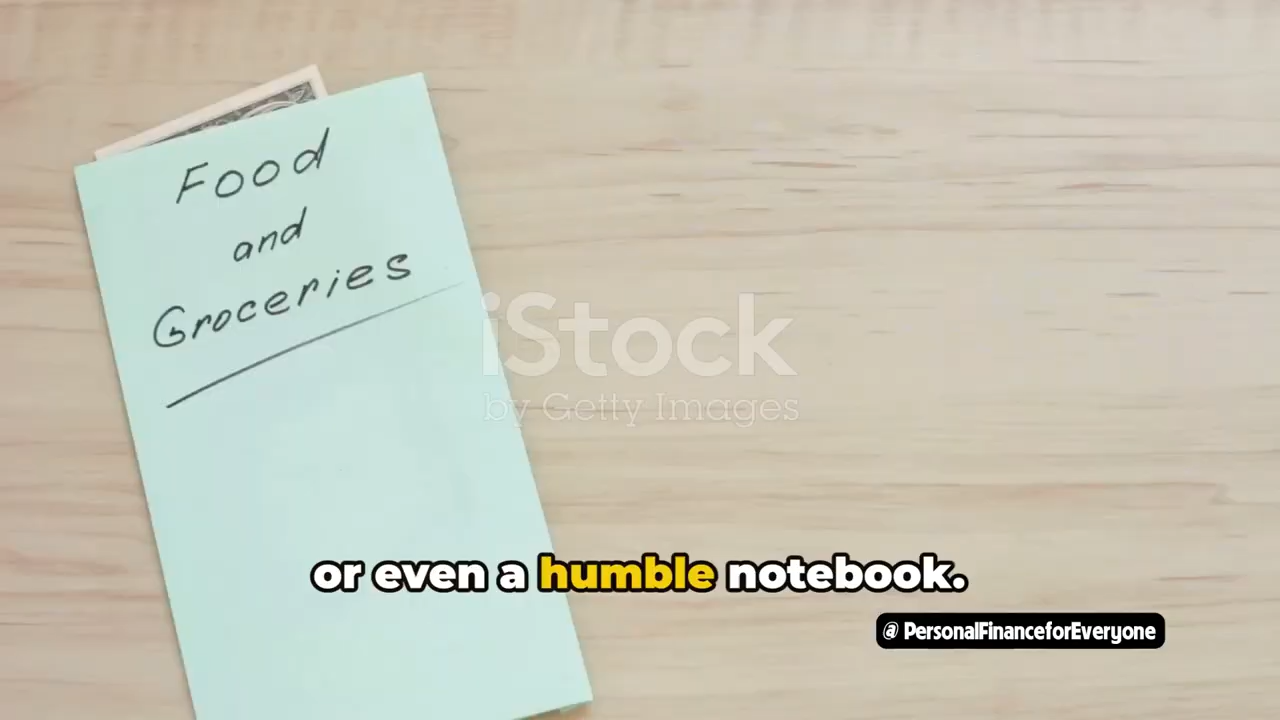 Food
and
Groceries
iStock
by Getty Images
or even a humble notebook.
@ PersonalFinanceforEveryone